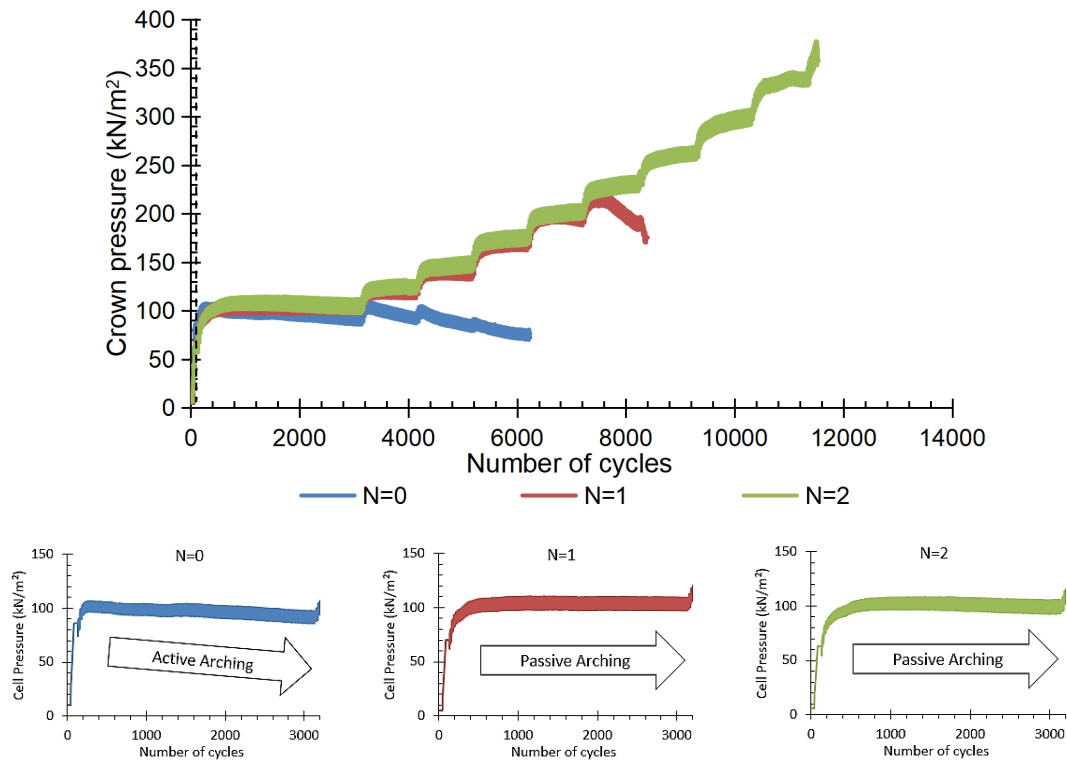 400
350
300
250
200
150
100
50
0
Crown pressure (kN/m²)
0 2000 4000 6000 8000 10000 12000 14000
Number of cycles
N=0 N=1 N=2
N=0
150
100
50
0
Cell Pressure (kN/m²)
Active Arching
0 1000 2000 3000
Number of cycles
N=1
150
100
50
0
Cell Pressure (kN/m²)
Passive Arching
0 1000 2000 3000
Number of cycles
N=2
150
100
50
0
Cell Pressure (kN/m²)
Passive Arching
0 1000 2000 3000
Number of cycles